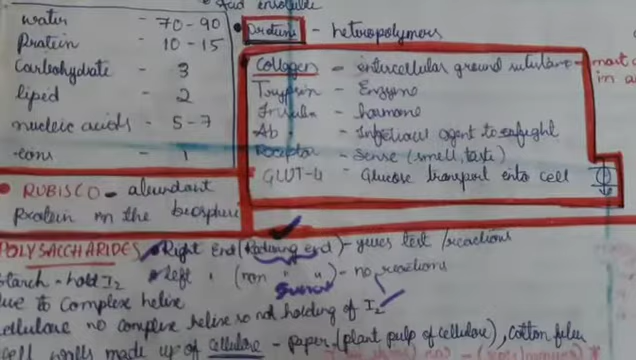 Acid insoluble
water - 70-90
Protein - 10-15
Carbohydrate - 3
lipid - 2
nucleic acids - 5-7
ions - 1
• Protein - heteropolymers
Collagen - intercellular ground substance -
Trypsin - Enzyme
Insulin - hormone
Ab - Infectious agent to
Receptor - Sense (smell, taste)
GLUT-4 - Glucose transport into cell
in a
• RUBISCO - abundant
protein in the biosphere
POLYSACCHARIDES Right End (Reducing end) - gives test /reactions
Starch - hold I₂ left " (non " ") - no reactions
due to Complex helix
cellulose no complex helix so not holding of I₂
cell walls made up of cellulose - paper (plant pulp of cellulose), cotton fiber